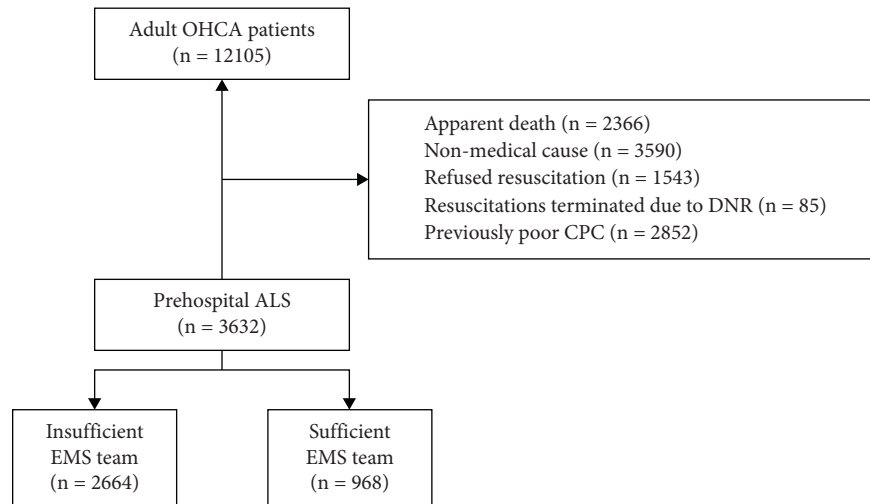 Adult OHCA patients
(n = 12105)
Apparent death (n = 2366)
Non-medical cause (n = 3590)
Refused resuscitation (n = 1543)
Resuscitations terminated due to DNR (n = 85)
Previously poor CPC (n = 2852)
Prehospital ALS
(n = 3632)
Insufficient
EMS team
(n = 2664)
Sufficient
EMS team
(n = 968)